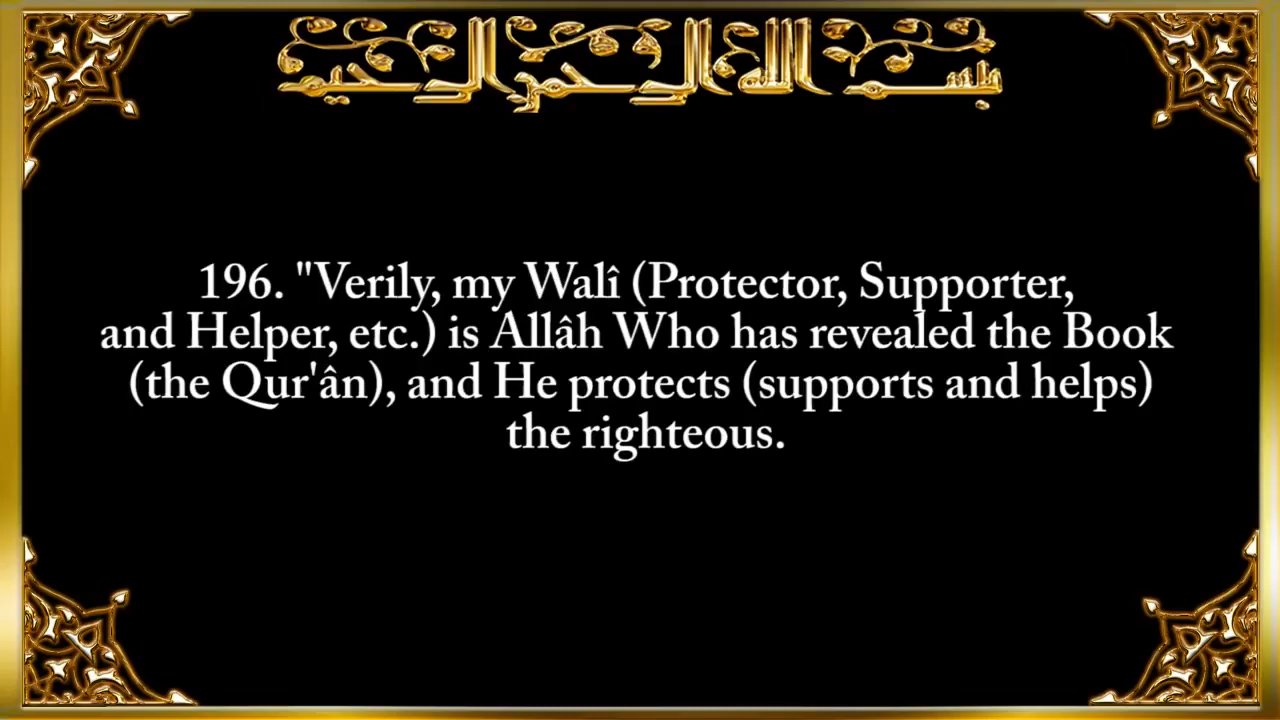 بسم الله الرحمن الرحيم
196. "Verily, my Walî (Protector, Supporter,
and Helper, etc.) is Allâh Who has revealed the Book
(the Qur'ân), and He protects (supports and helps)
the righteous.